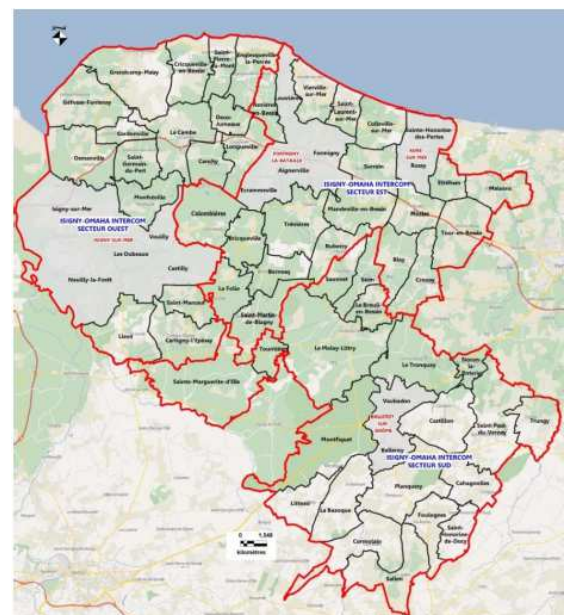 Saint-
Pierre-
du-Mont
Englesqueville-
la-Percée
Cricqueville-
en-Bessin
Grandcamp-Maisy
Géfosse-Fontenay
Vierville-
sur-Mer
Saint-
Laurent-
sur-Mer
Colleville-
sur-Mer
Sainte-Honorine-
des-Pertes
Cardonville
La Cambe
Deux-
Jumeaux
Longueville
Osmanville
Saint-
Germain-
du-Pert
Canchy
FORMIGNY
LA BATAILLE
Formigny
Aignerville
AURE
SUR MER
Russy
Surrain
Etréham
Maisons
Écrammeville
ISIGNY-OMAHA INTERCOM
SECTEUR EST
Monfréville
Isigny-sur-Mer
Colombières
Mandeville-en-Bessin
Mosles
Tour-en-Bessin
ISIGNY-OMAHA INTERCOM
SECTEUR OUEST
ISIGNY SUR MER
Vouilly
Trévières
Bricqueville
Rubercy
Les Oubeaux
Blay
Castilly
Bernesq
Saonnet
Saon
Crouay
Neuilly-la-Forêt
La Folie
Le Breuil-
en-Bessin
Saint-Marcouf
Saint-Martin-
de-Blagny
Lison
Cartigny-l'Epinay
Tournières
Le Molay-Littry
Le Tronquay
Sainte-Marguerite-d'Elle
Vaubadon
Castillon
Saint Paul
du Vernay
Trungy
BALLEROY
SUR
DRÔME
Montfiquet
Balleroy
ISIGNY-OMAHA INTERCOM
SECTEUR SUD
Planquery
Cahagnolles
Litteau
La Bazoque
Foulognes
Saint-
Honorine-
de-Ducy
Cormolain
Sallen
0 1,548
kilomètres